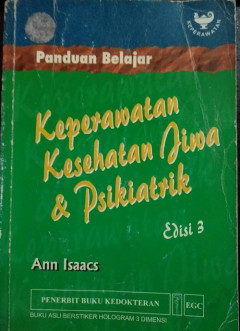 KEPERAWATAN
Panduan Belajar
Keperawatan
Kesehatan Jiwa
& Psikiatrik
Edisi 3
Ann Isaacs
PENERBIT BUKU KEDOKTERAN EGC
BUKU ASLI BERSTIKER HOLOGRAM 3 DIMENSI